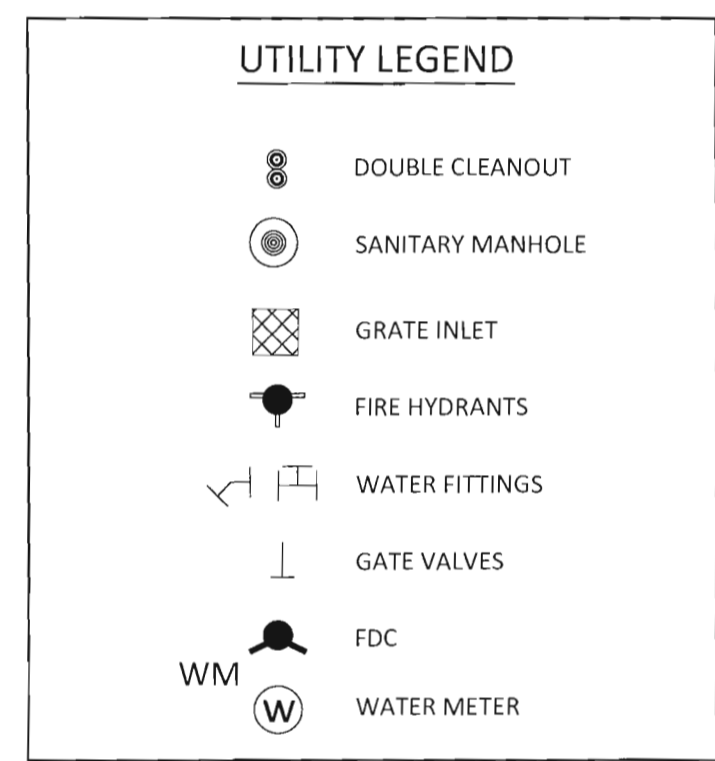 UTILITY LEGEND
DOUBLE CLEANOUT
SANITARY MANHOLE
GRATE INLET
FIRE HYDRANTS
WATER FITTINGS
GATE VALVES
FDC
WM
W WATER METER